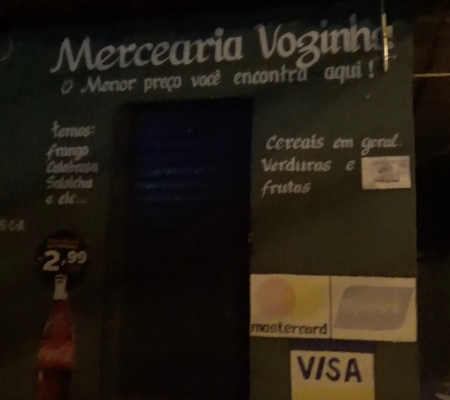 Mercearia Vozinha
O Menor preço você encontra aqui!
temos:
frango
Calabresa
Salsicha
e etc...
Cereais em geral.
Verduras e
frutas
2,99
mastercard
VISA